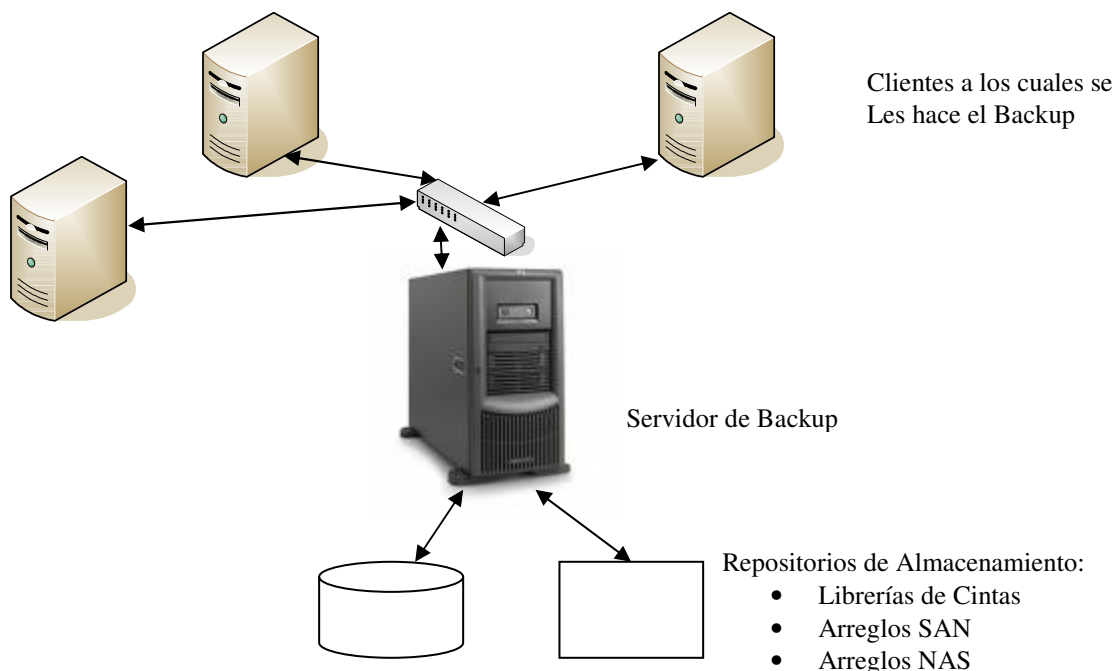 Clientes a los cuales se
Les hace el Backup
Servidor de Backup
Repositorios de Almacenamiento:
• Librerías de Cintas
• Arreglos SAN
• Arreglos NAS